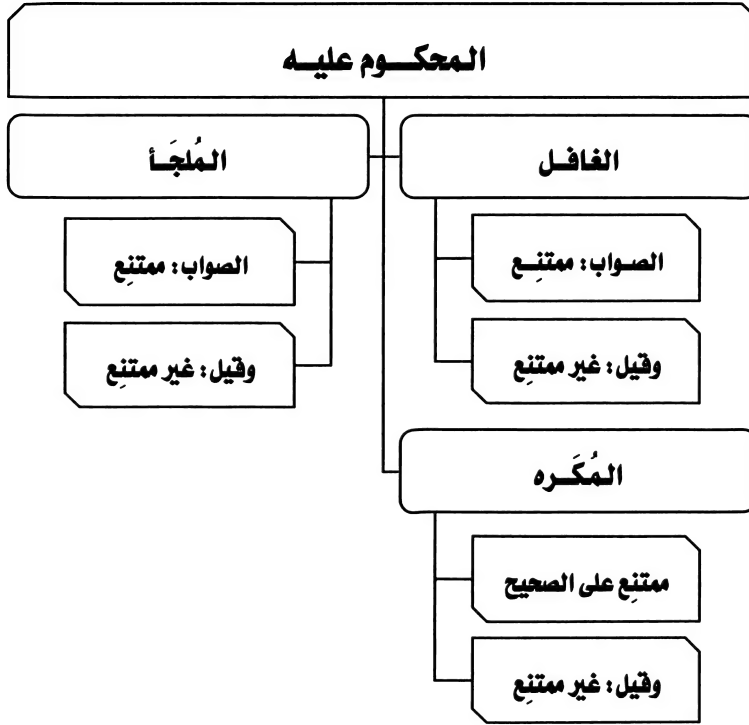 المحكوم عليه
الغافل
الصواب: ممتنِع
وقيل: غير ممتنِع
المُلجَأ
الصواب: ممتنِع
وقيل: غير ممتنِع
المُكَره
ممتنِع على الصحيح
وقيل: غير ممتنِع